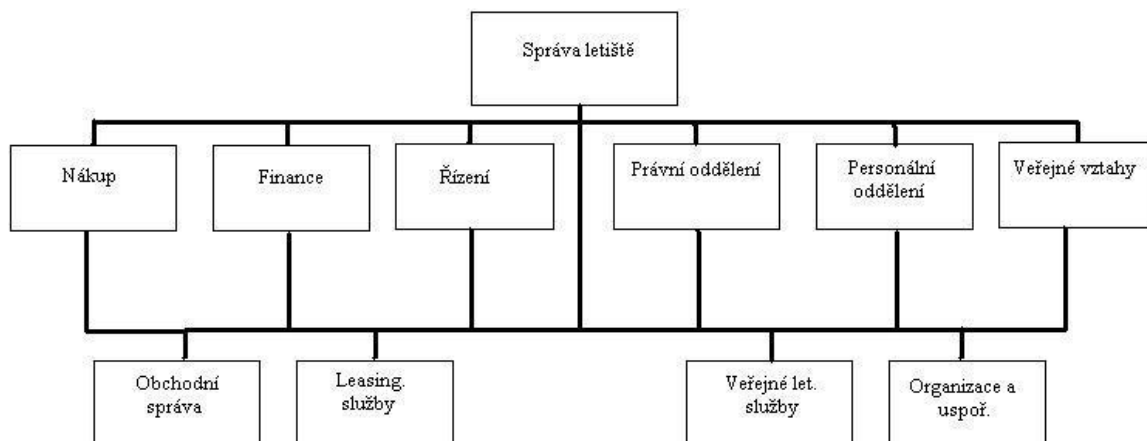 Správa letiště
Nákup
Finance
Řízení
Právní oddělení
Personální
oddělení
Veřejné vztahy
Obchodní
správa
Leasing.
služby
Veřejné let.
služby
Organizace a
uspoř.